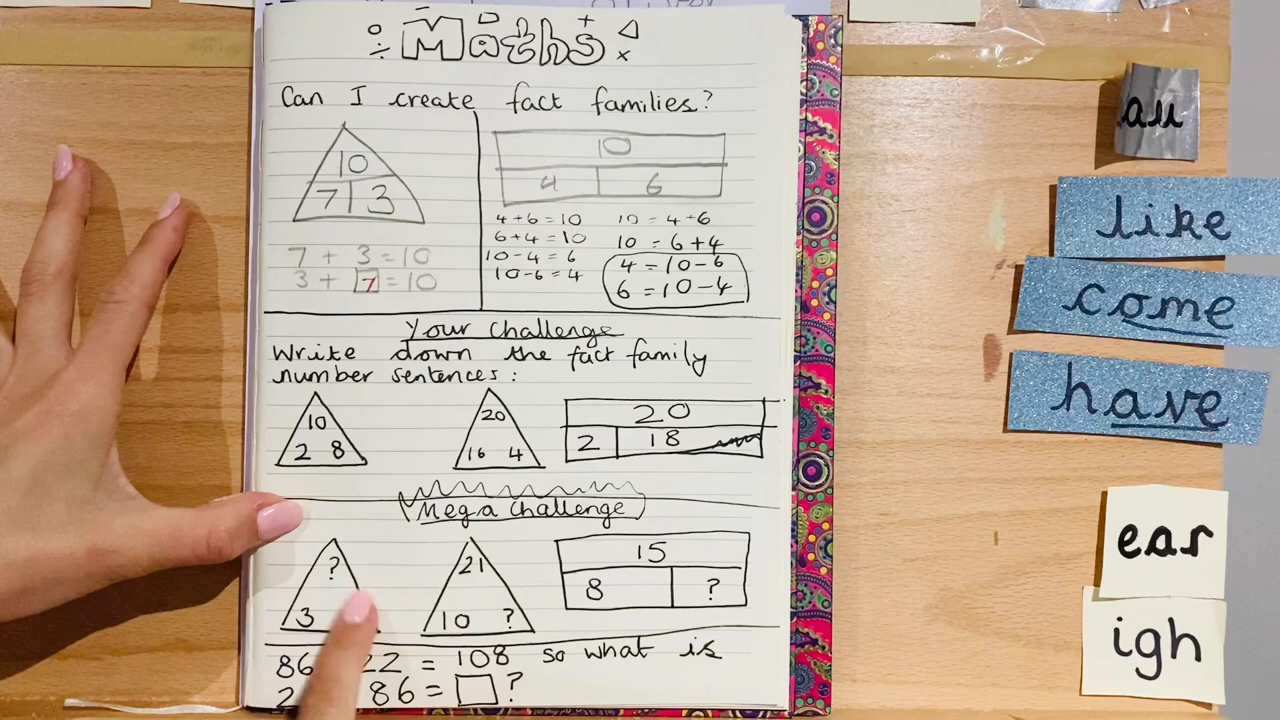 ÷ Maths + ×
Can I create fact families?
10
7 3
7 + 3 = 10
3 + 7 = 10
10
4 6
4+6=10
6+4=10
10-4=6
10-6=4
10=4+6
10=6+4
4=10-6
6=10-4
Your Challenge
Write down the fact family
number sentences:
10
2 8
20
16 4
20
2 18
Mega Challenge
?
3
21
10 ?
15
8 ?
86 22 = 108 so what is
2 86 = ?
au
like
come
have
ear
igh